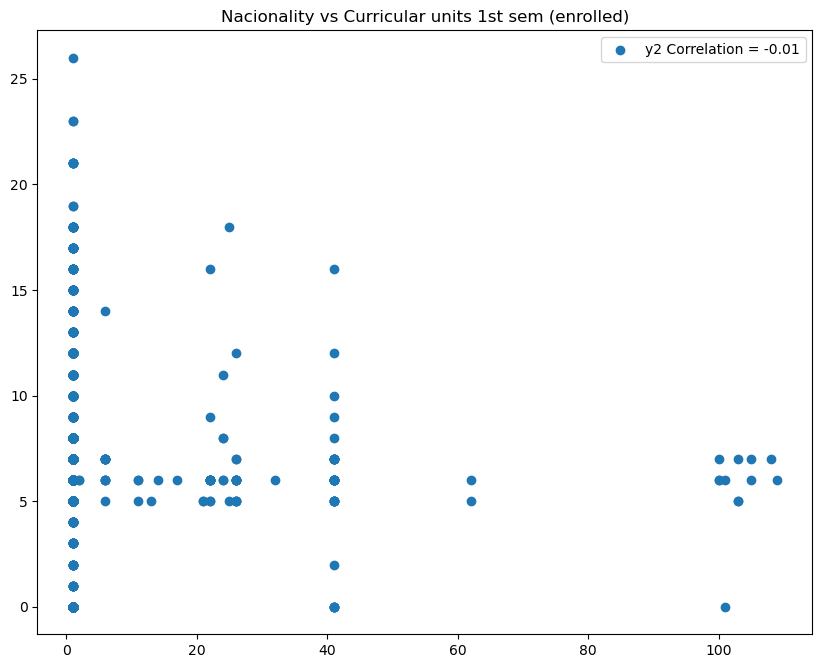 Nacionality vs Curricular units 1st sem (enrolled)
y2 Correlation = -0.01
25
20
15
10
5
0
0 20 40 60 80 100